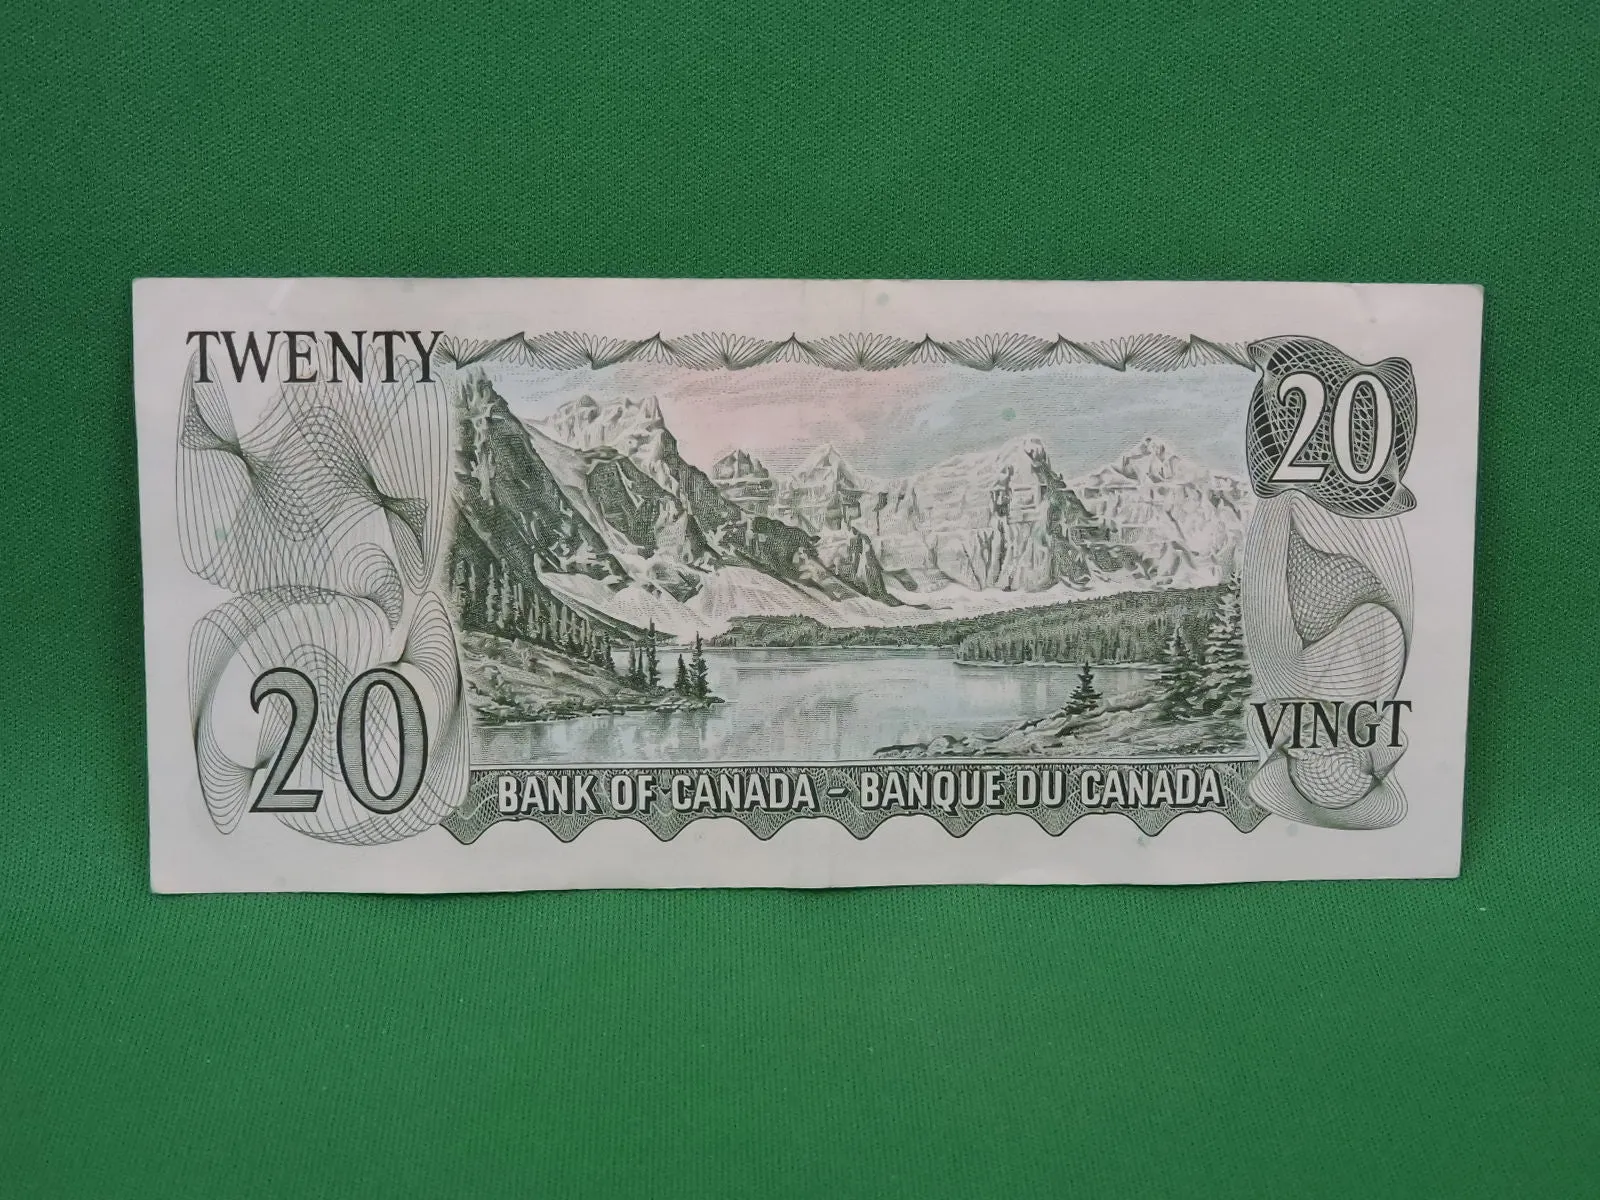 TWENTY
20
20
VINGT
BANK OF CANADA - BANQUE DU CANADA